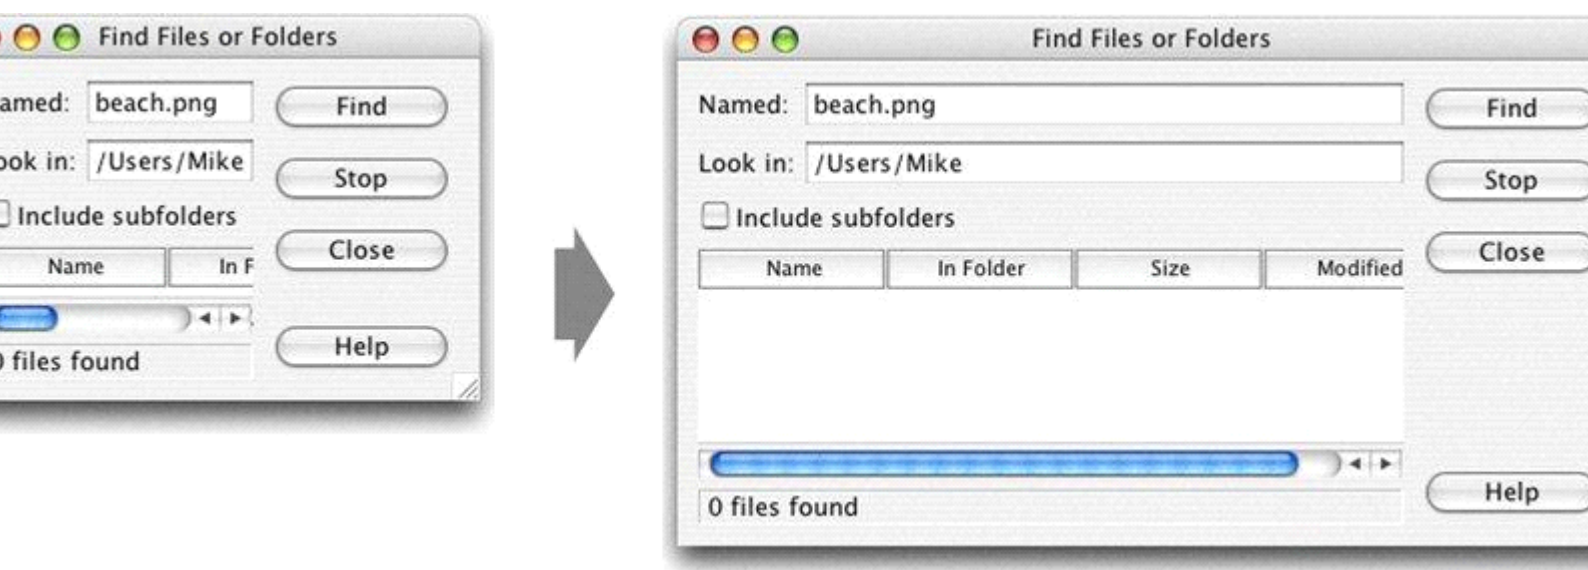 Find Files or Folders
amed: beach.png Find
ook in: /Users/Mike Stop
Include subfolders
Name In F Close
0 files found Help
Find Files or Folders
Named: beach.png Find
Look in: /Users/Mike Stop
Include subfolders
Name In Folder Size Modified Close
0 files found Help